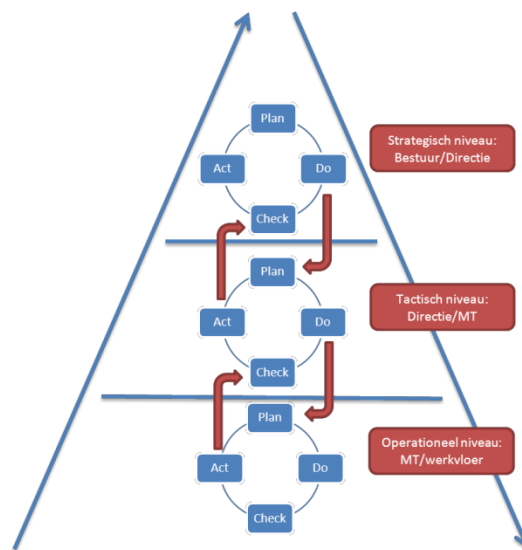 Plan
Strategisch niveau:
Bestuur/Directie
Act
Do
Check
Plan
Tactisch niveau:
Directie/MT
Act
Do
Check
Plan
Operationeel niveau:
MT/werkvloer
Act
Do
Check